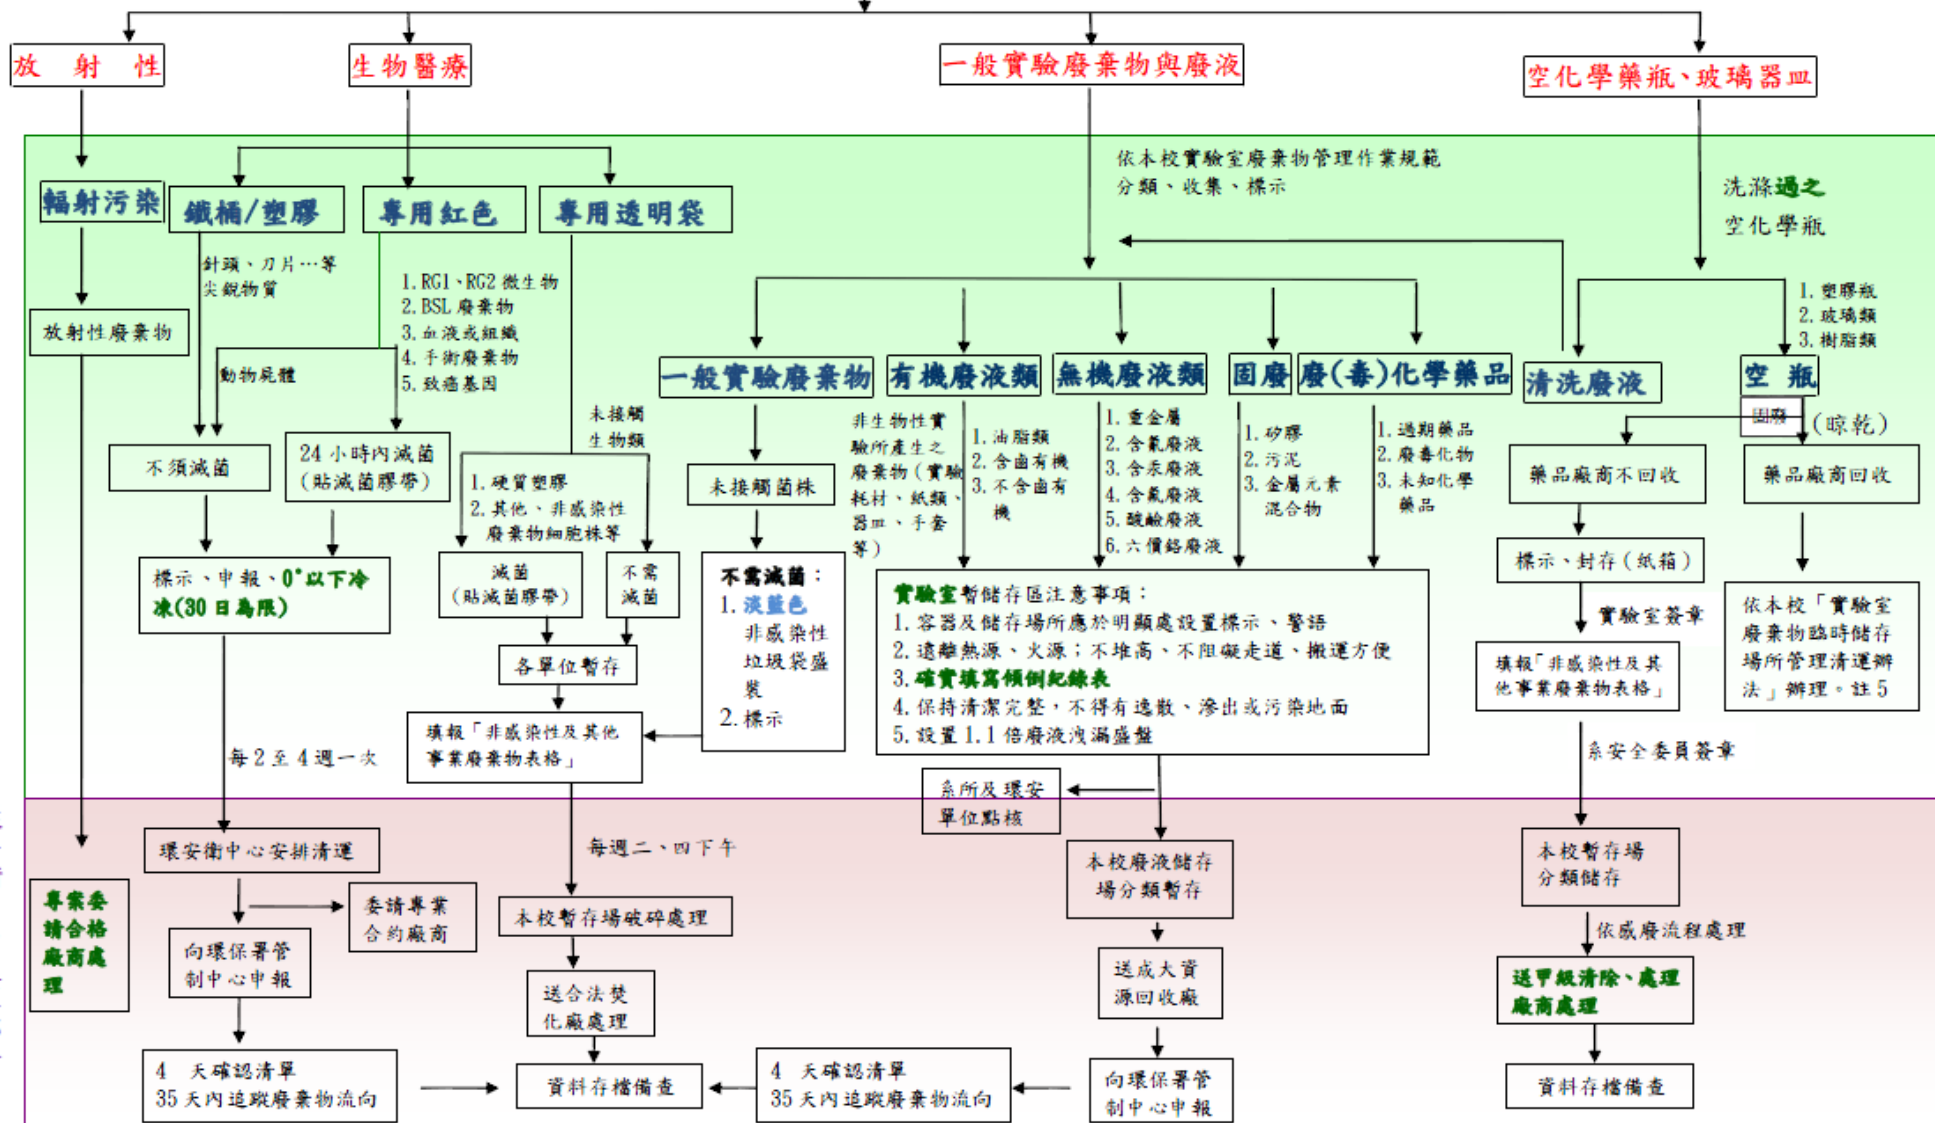 放 射 性
生物醫療
一般實驗廢棄物與廢液
空化學藥瓶、玻璃器皿
依本校實驗室廢棄物管理作業規範
分類、收集、標示
洗滌過之
空化學瓶
輻射污染
鐵桶/塑膠
專用紅色
專用透明袋
針頭、刀片…等
尖銳物質
1. RG1、RG2 微生物
2. BSL 廢棄物
3. 血液或組織
4. 手術廢棄物
5. 致癌基因
放射性廢棄物
動物屍體
未接觸
生物類
1. 塑膠瓶
2. 玻璃類
3. 樹脂類
一般實驗廢棄物
有機廢液類
無機廢液類
固廢
廢(毒)化學藥品
清洗廢液
空 瓶
固廢
(晾乾)
不須滅菌
24 小時內滅菌
(貼滅菌膠帶)
1. 硬質塑膠
2. 其他、非感染性
廢棄物細胞株等
未接觸菌株
非生物性實
驗所產生之
廢棄物(實驗
耗材、紙類、
器皿、手套
等)
1. 油脂類
2. 含鹵有機
3. 不含鹵有
機
1. 重金屬
2. 含氰廢液
3. 含汞廢液
4. 含氟廢液
5. 酸鹼廢液
6. 六價鉻廢液
1. 矽膠
2. 污泥
3. 金屬元素
混合物
1. 過期藥品
2. 廢毒化物
3. 未知化學
藥品
藥品廠商不回收
藥品廠商回收
標示、申報、0°以下冷
凍(30 日為限)
滅菌
(貼滅菌膠帶)
不需
滅菌
不需滅菌：
1. 淡藍色
非感染性
垃圾袋盛
裝
2. 標示
實驗室暫儲存區注意事項：
1. 容器及儲存場所應於明顯處設置標示、警語
2. 遠離熱源、火源；不堆高、不阻礙走道、搬運方便
3. 確實填寫傾倒紀錄表
4. 保持清潔完整，不得有逸散、滲出或污染地面
5. 設置 1.1 倍廢液洩漏盛盤
標示、封存(紙箱)
實驗室簽章
依本校「實驗室
廢棄物臨時儲存
場所管理清運辦
法」辦理。註 5
各單位暫存
填報「非感染性及其
他事業廢棄物表格」
填報「非感染性及其他
事業廢棄物表格」
每 2 至 4 週一次
系安全委員簽章
系所及環安
單位點核
環安衛中心安排清運
每週二、四下午
本校廢液儲存
場分類暫存
本校暫存場
分類儲存
專案委
請合格
廠商處
理
委請專業
合約廠商
本校暫存場破碎處理
依感廢流程處理
向環保署管
制中心申報
送合法焚
化廠處理
送成大資
源回收廠
送甲級清除、處理
廠商處理
4 天確認清單
35 天內追蹤廢棄物流向
資料存檔備查
4 天確認清單
35 天內追蹤廢棄物流向
向環保署管
制中心申報
資料存檔備查